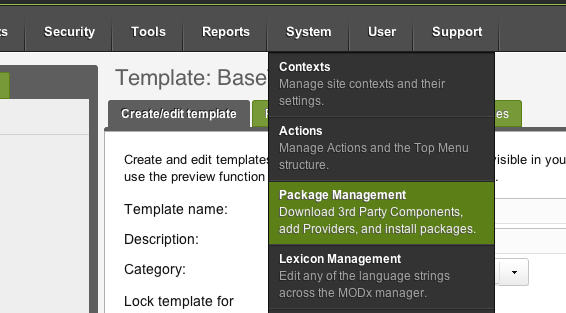 ts Security Tools Reports System User Support
Template: Base
Contexts
Manage site contexts and their
settings.
Create/edit template
es
Actions
Manage Actions and the Top Menu
structure.
Create and edit templates
visible in you
use the preview function
Package Management
Download 3rd Party Components,
add Providers, and install packages.
Template name:
Description:
Lexicon Management
Edit any of the language strings
across the MODx manager.
Category:
Lock template for